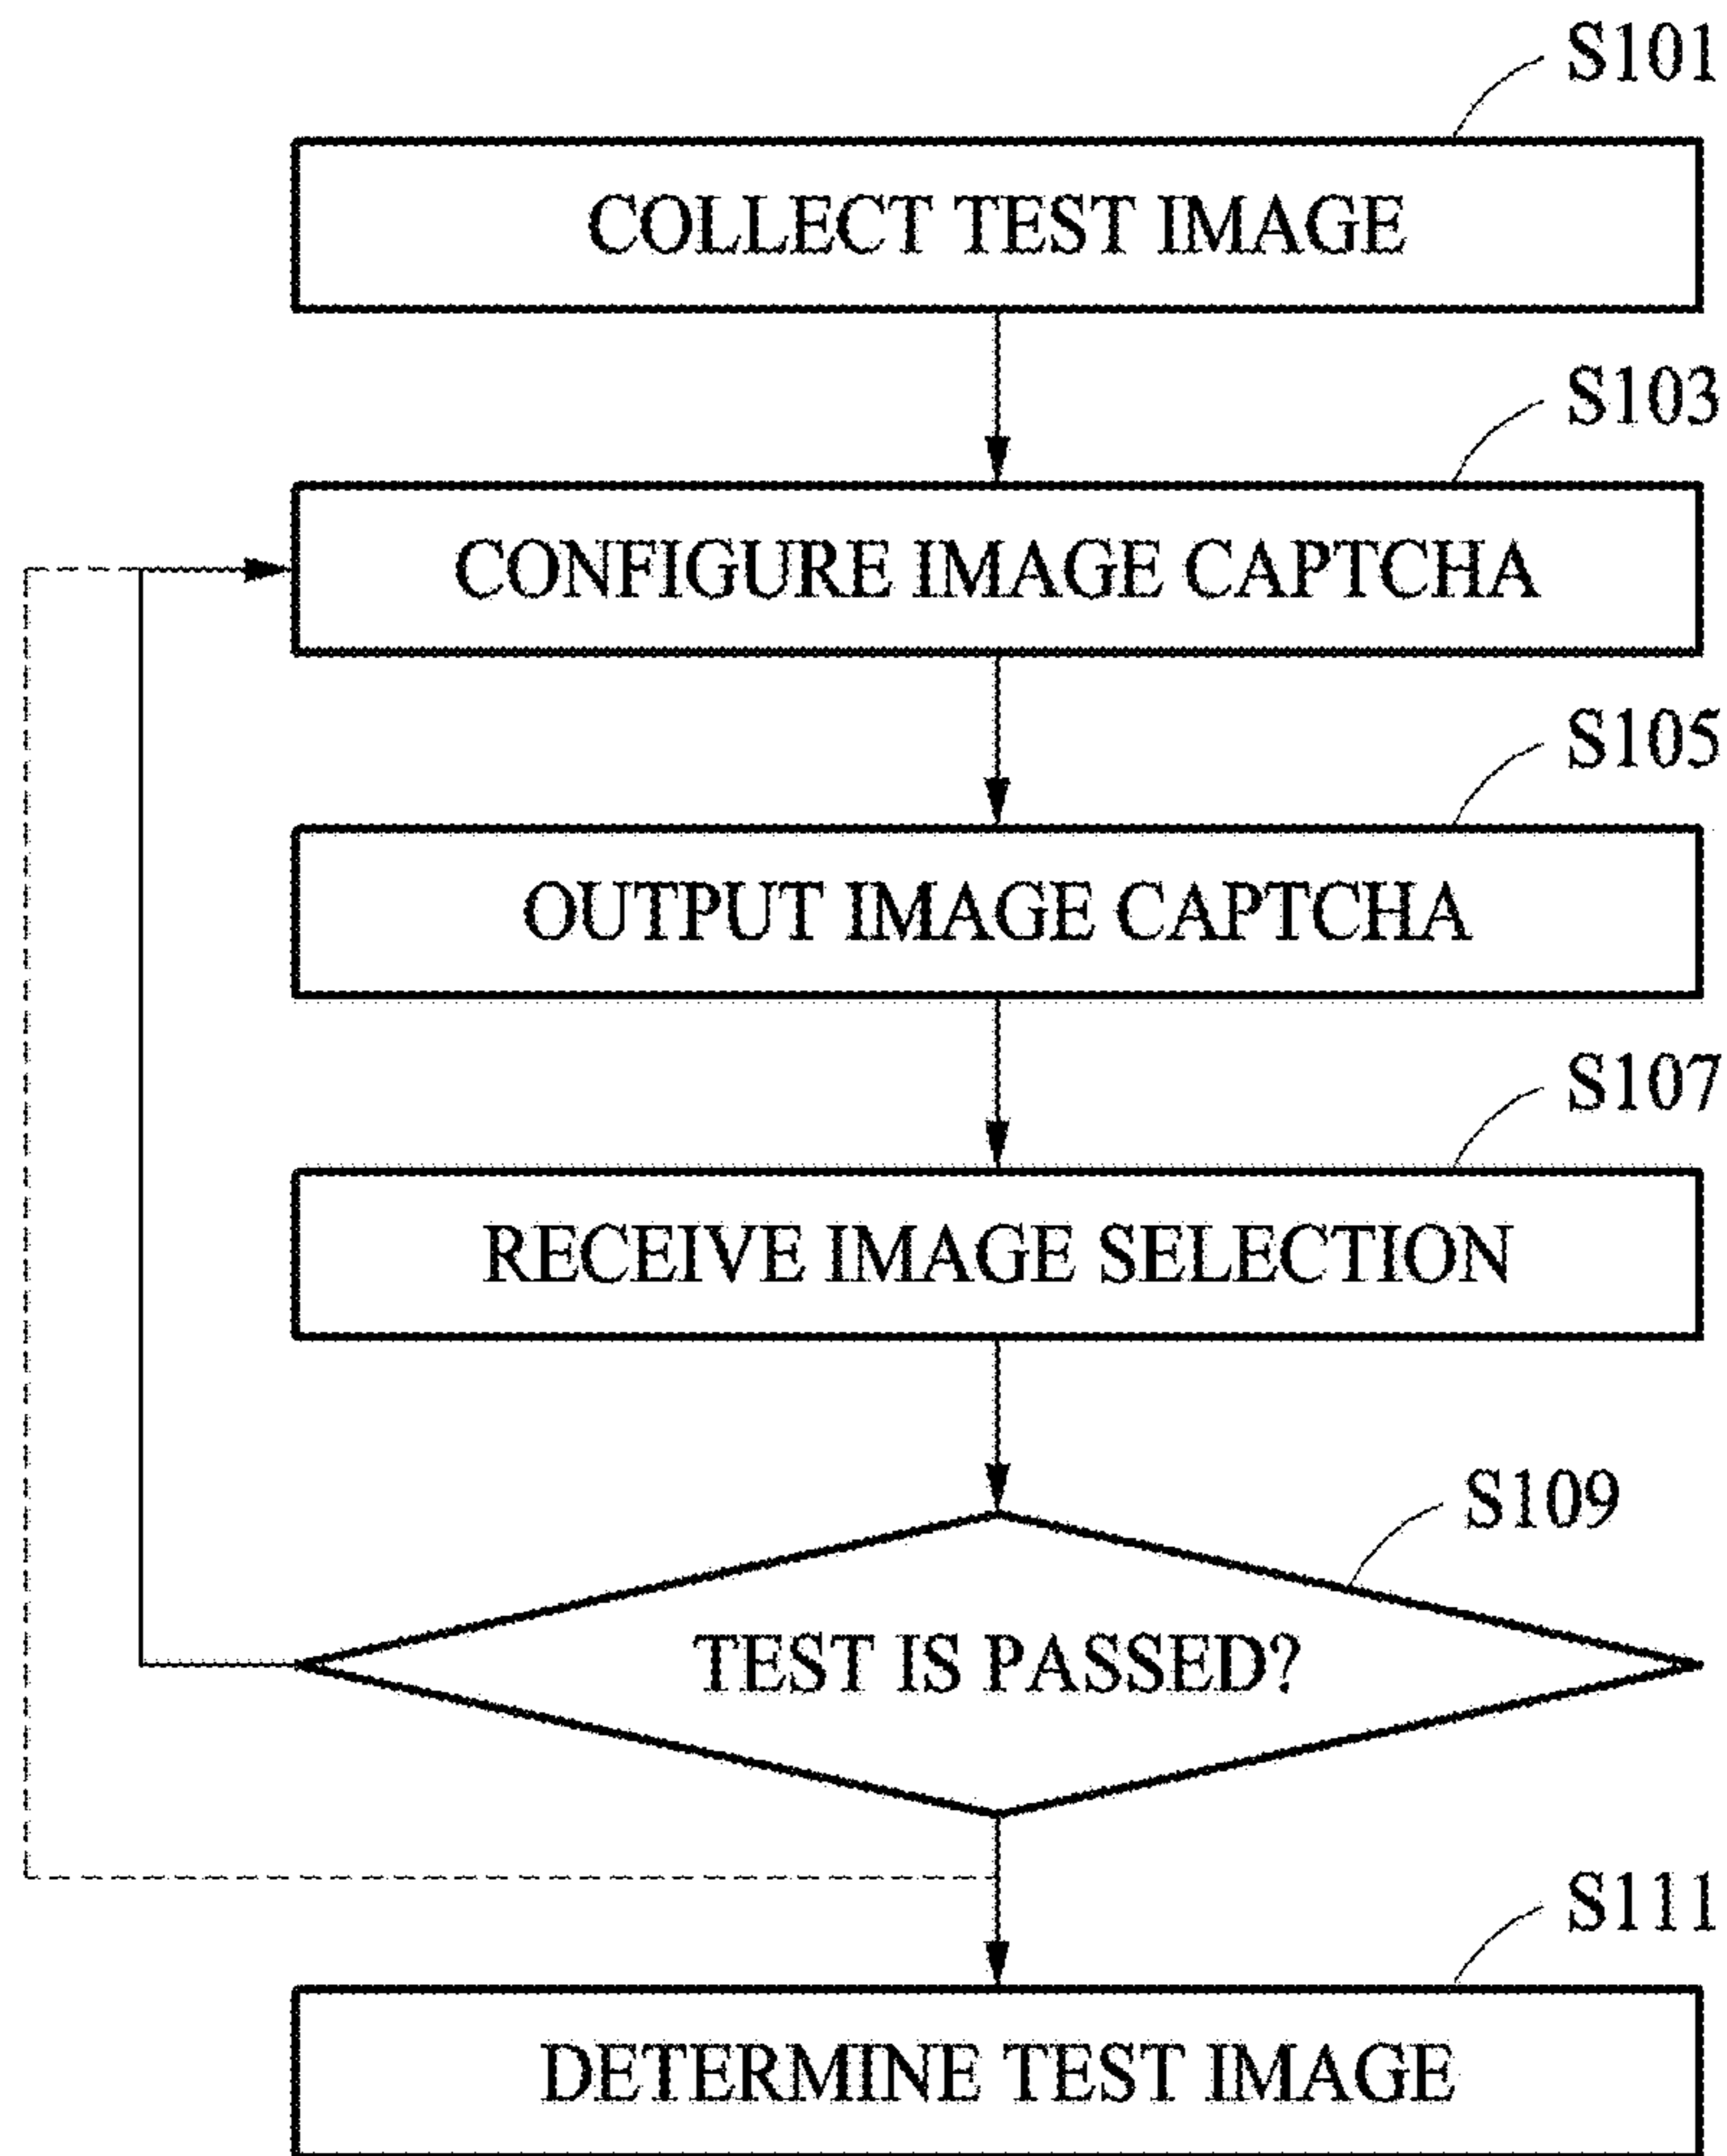 S101
COLLECT TEST IMAGE
S103
CONFIGURE IMAGE CAPTCHA
S105
OUTPUT IMAGE CAPTCHA
S107
RECEIVE IMAGE SELECTION
S109
TEST IS PASSED?
S111
DETERMINE TEST IMAGE